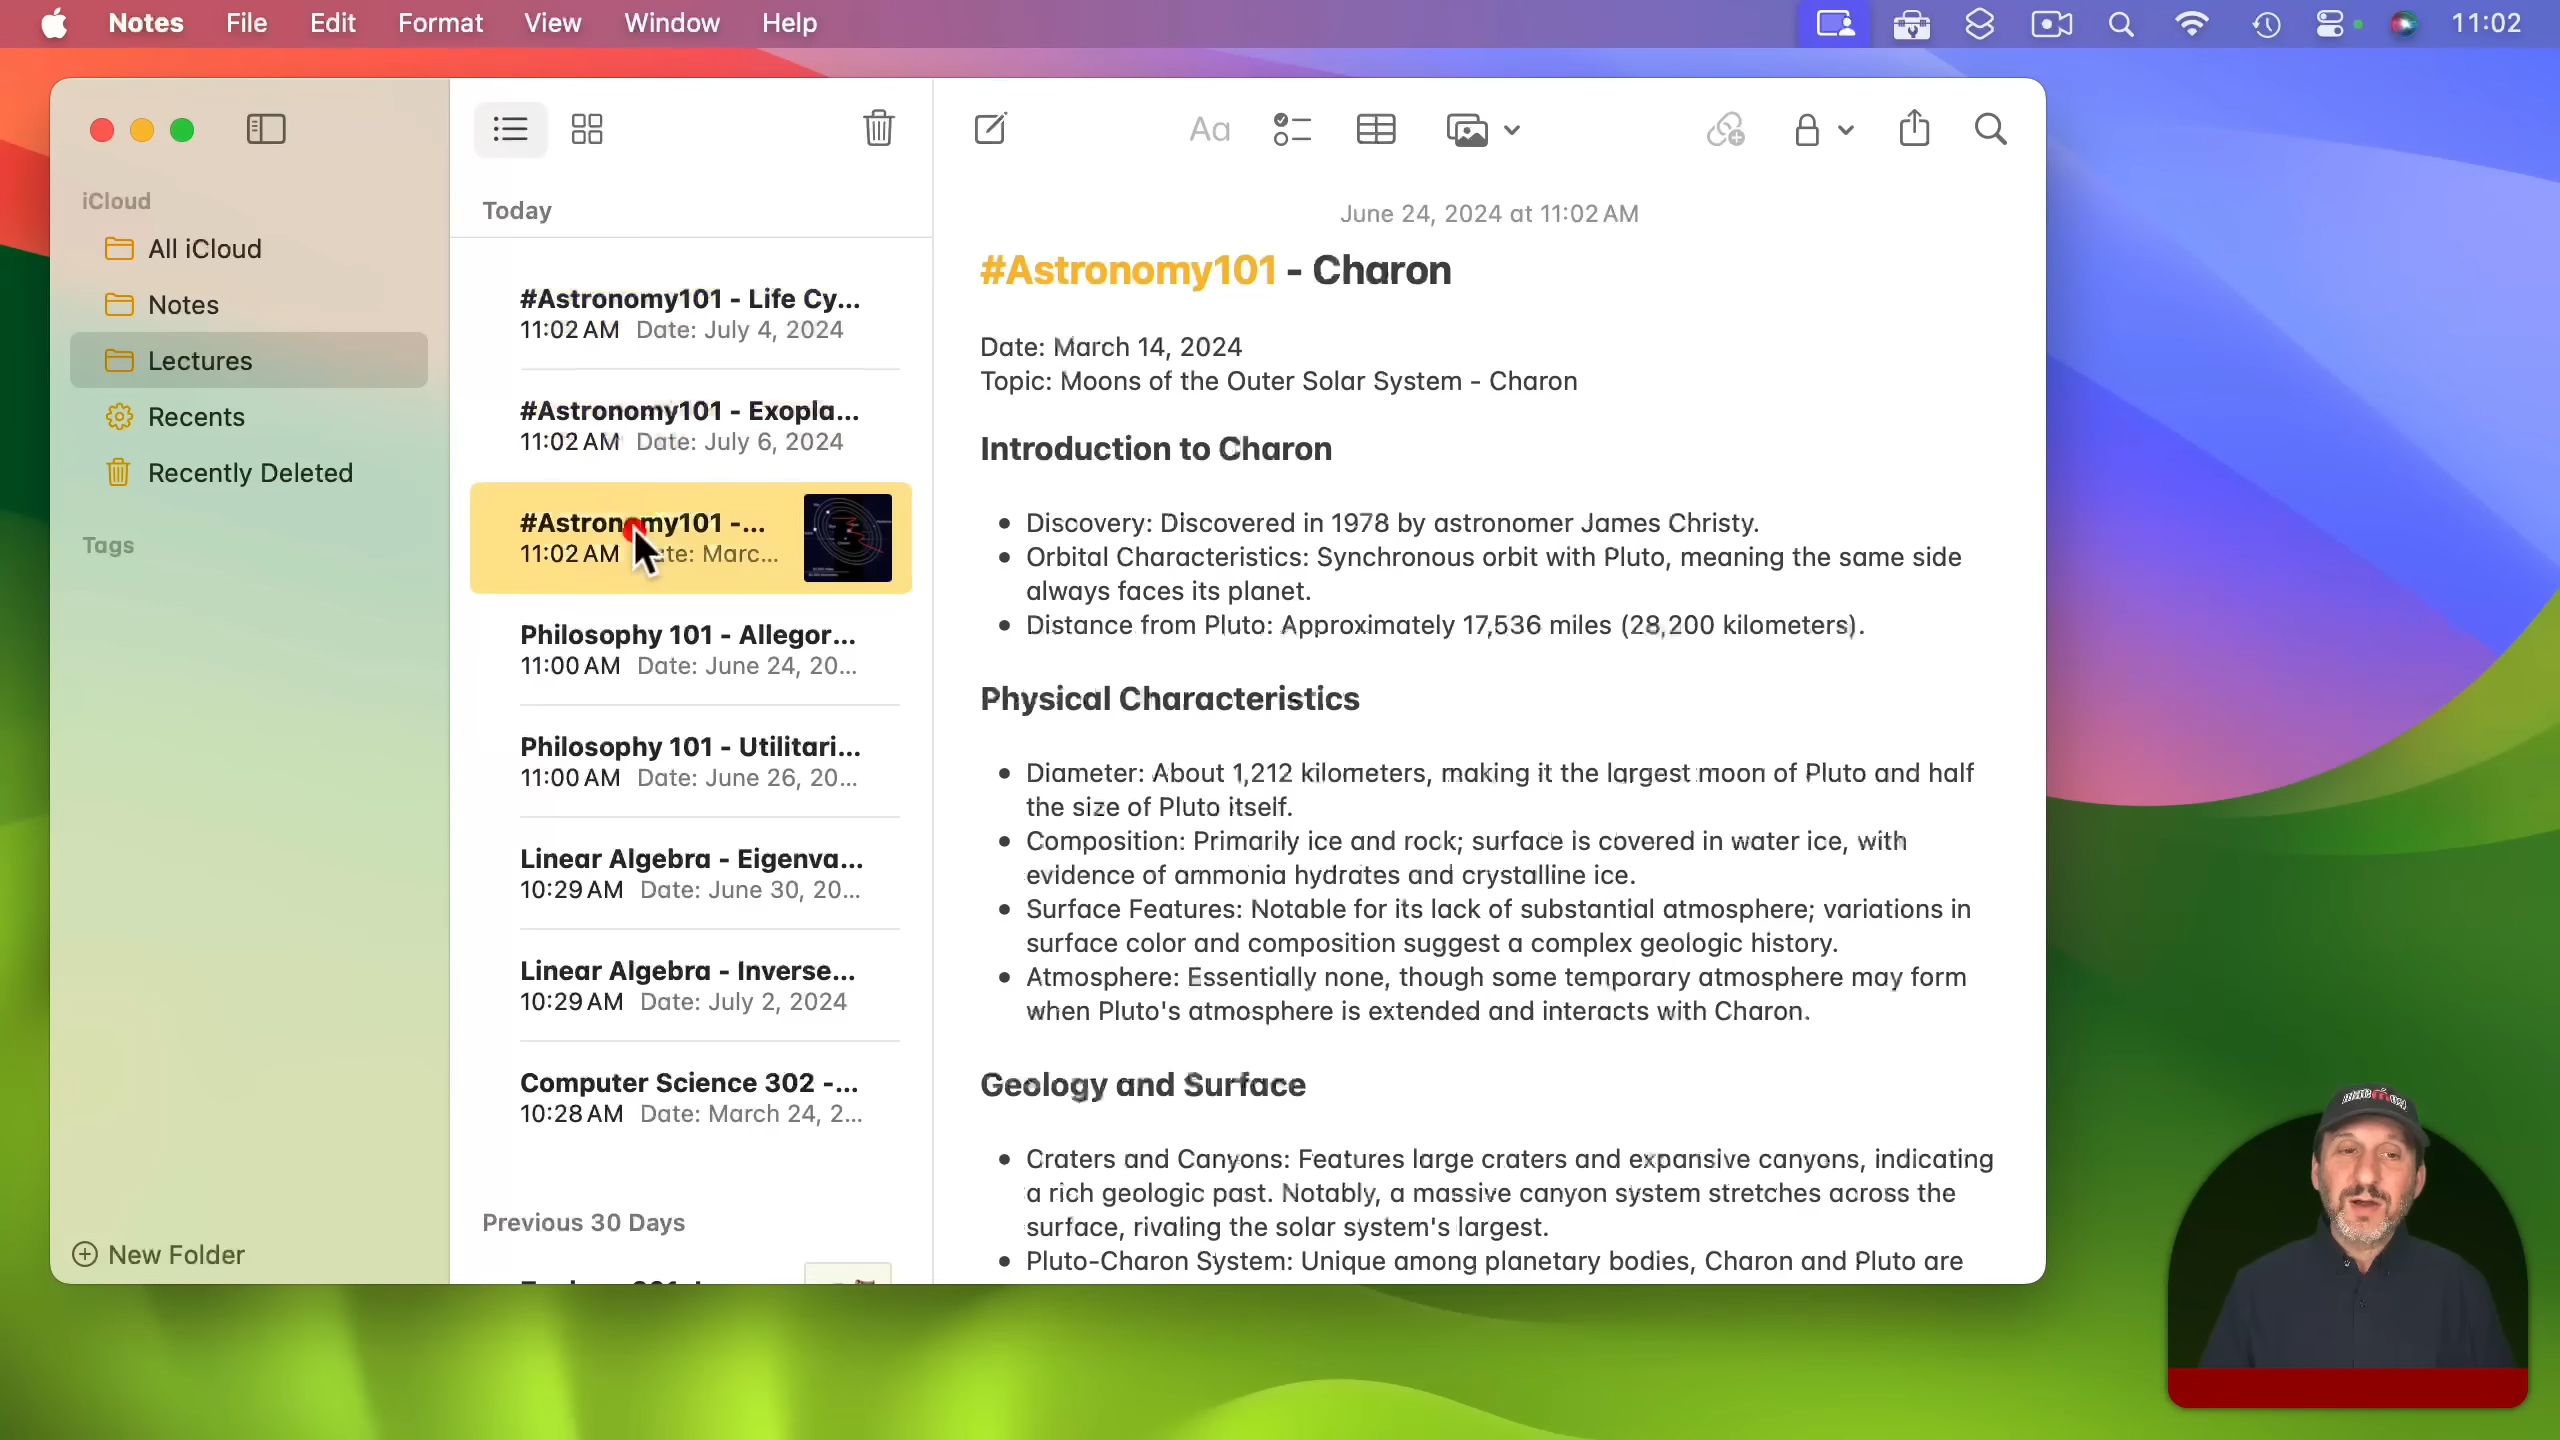 Notes File Edit Format View Window Help 11:02
iCloud
All iCloud
Notes
Lectures
Recents
Recently Deleted
Tags
New Folder
Today
#Astronomy101 - Life Cy...
11:02 AM Date: July 4, 2024
#Astronomy101 - Exopla...
11:02 AM Date: July 6, 2024
#Astronomy101 -...
11:02 AM Date: Marc...
Philosophy 101 - Allegor...
11:00 AM Date: June 24, 20...
Philosophy 101 - Utilitari...
11:00 AM Date: June 26, 20...
Linear Algebra - Eigenva...
10:29 AM Date: June 30, 20...
Linear Algebra - Inverse...
10:29 AM Date: July 2, 2024
Computer Science 302 -...
10:28 AM Date: March 24, 2...
Previous 30 Days
Aa
June 24, 2024 at 11:02 AM
#Astronomy101 - Charon
Date: March 14, 2024
Topic: Moons of the Outer Solar System - Charon
Introduction to Charon
• Discovery: Discovered in 1978 by astronomer James Christy.
• Orbital Characteristics: Synchronous orbit with Pluto, meaning the same side
always faces its planet.
• Distance from Pluto: Approximately 17,536 miles (28,200 kilometers).
Physical Characteristics
• Diameter: About 1,212 kilometers, making it the largest moon of Pluto and half
the size of Pluto itself.
• Composition: Primarily ice and rock; surface is covered in water ice, with
evidence of ammonia hydrates and crystalline ice.
• Surface Features: Notable for its lack of substantial atmosphere; variations in
surface color and composition suggest a complex geologic history.
• Atmosphere: Essentially none, though some temporary atmosphere may form
when Pluto's atmosphere is extended and interacts with Charon.
Geology and Surface
• Craters and Canyons: Features large craters and expansive canyons, indicating
a rich geologic past. Notably, a massive canyon system stretches across the
surface, rivaling the solar system's largest.
• Pluto-Charon System: Unique among planetary bodies, Charon and Pluto are